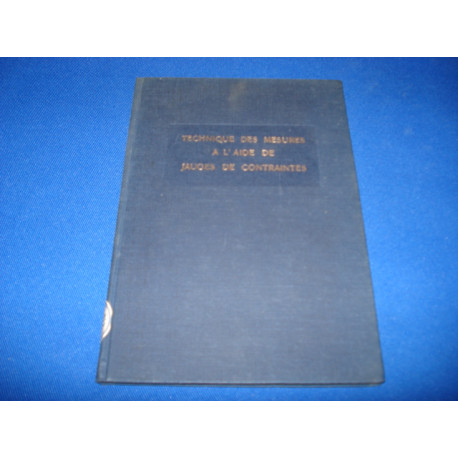 TECHNIQUE DES MESURES
A L'AIDE DE
JAUGES DE CONTRAINTES